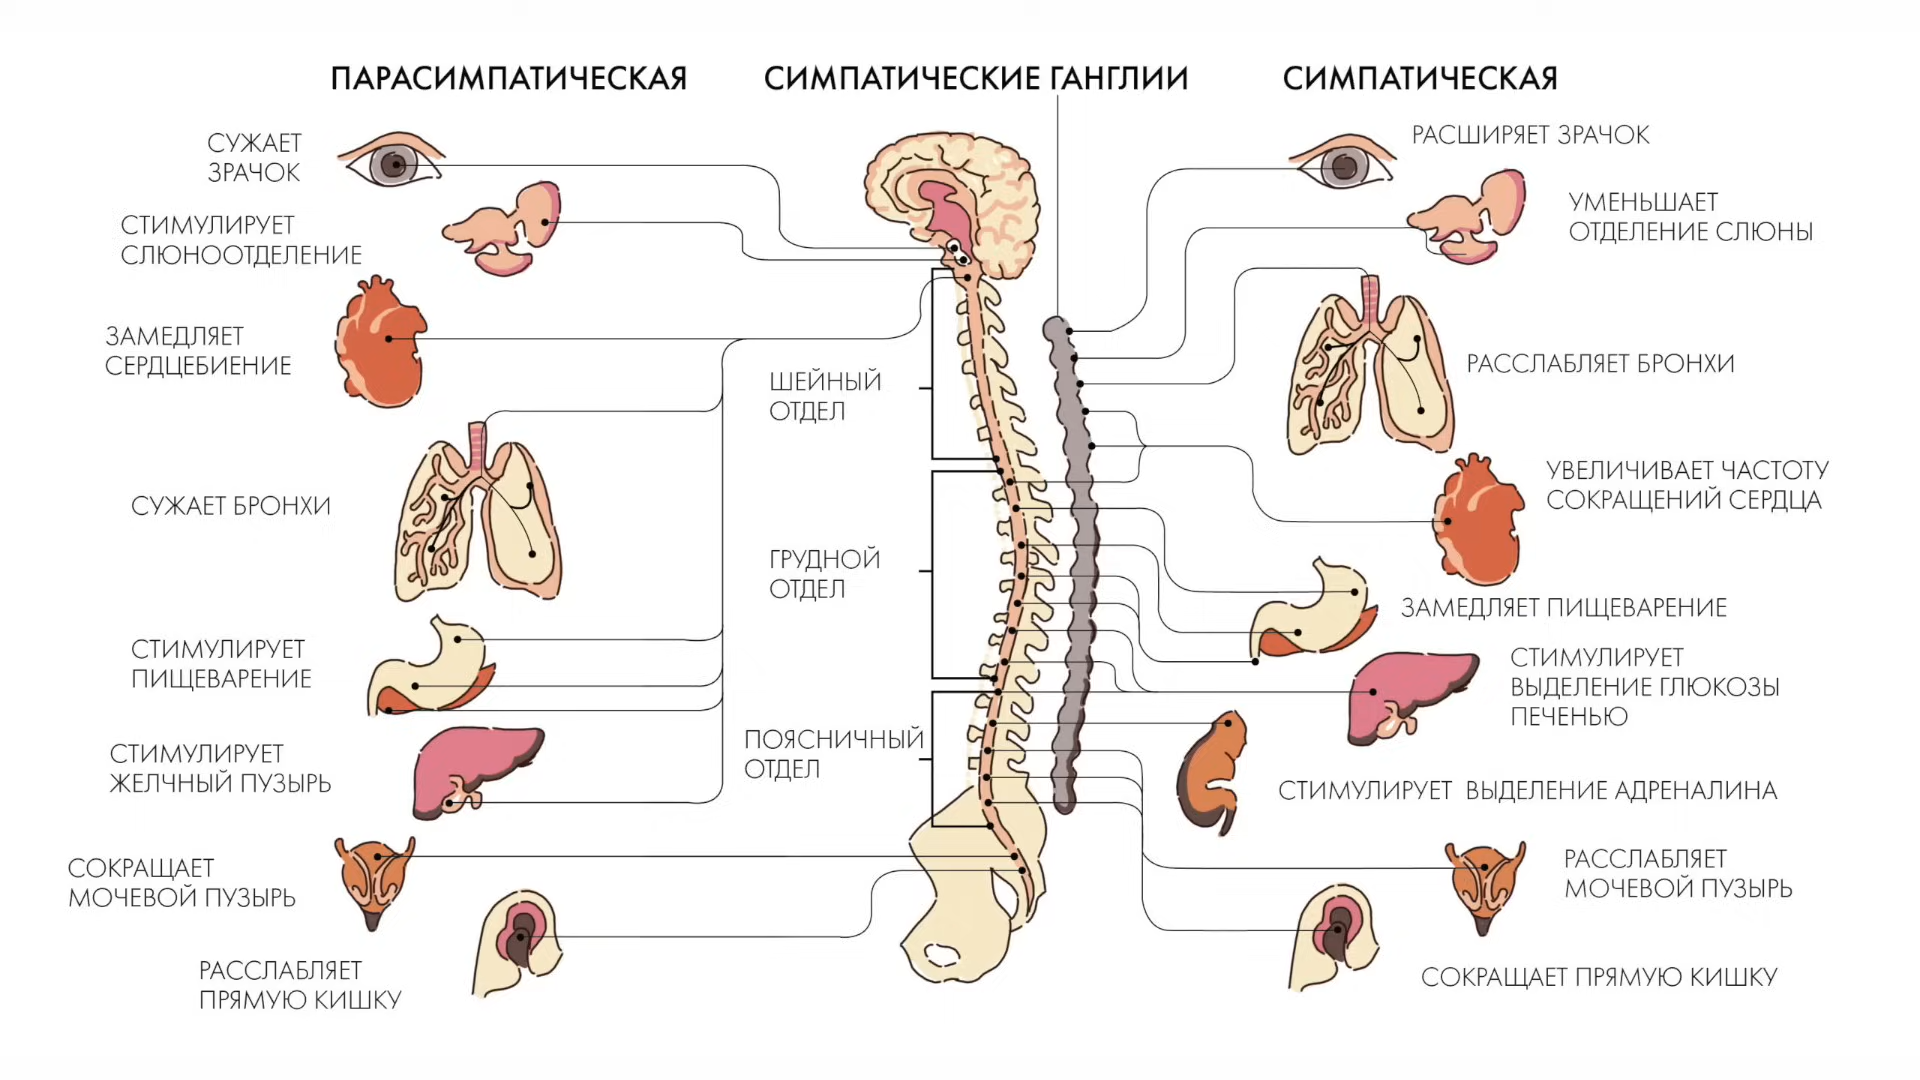 ПАРАСИМПАТИЧЕСКАЯ
СУЖАЕТ
ЗРАЧОК
СТИМУЛИРУЕТ
СЛЮНООТДЕЛЕНИЕ
ЗАМЕДЛЯЕТ
СЕРДЦЕБИЕНИЕ
СУЖАЕТ БРОНХИ
СТИМУЛИРУЕТ
ПИЩЕВАРЕНИЕ
СТИМУЛИРУЕТ
ЖЕЛЧНЫЙ ПУЗЫРЬ
СОКРАЩАЕТ
МОЧЕВОЙ ПУЗЫРЬ
РАССЛАБЛЯЕТ
ПРЯМУЮ КИШКУ
СИМПАТИЧЕСКИЕ ГАНГЛИИ
ШЕЙНЫЙ
ОТДЕЛ
ГРУДНОЙ
ОТДЕЛ
ПОЯСНИЧНЫЙ
ОТДЕЛ
СИМПАТИЧЕСКАЯ
РАСШИРЯЕТ ЗРАЧОК
УМЕНЬШАЕТ
ОТДЕЛЕНИЕ СЛЮНЫ
РАССЛАБЛЯЕТ БРОНХИ
УВЕЛИЧИВАЕТ ЧАСТОТУ
СОКРАЩЕНИЙ СЕРДЦА
ЗАМЕДЛЯЕТ ПИЩЕВАРЕНИЕ
СТИМУЛИРУЕТ
ВЫДЕЛЕНИЕ ГЛЮКОЗЫ
ПЕЧЕНЬЮ
СТИМУЛИРУЕТ ВЫДЕЛЕНИЕ АДРЕНАЛИНА
РАССЛАБЛЯЕТ
МОЧЕВОЙ ПУЗЫРЬ
СОКРАЩАЕТ ПРЯМУЮ КИШКУ